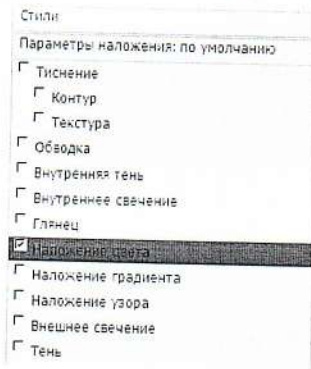 Стили
Параметры наложения: по умолчанию
Тиснение
Контур
Текстура
Обводка
Внутренняя тень
Внутреннее свечение
Глянец
Наложение цвета
Наложение градиента
Наложение узора
Внешнее свечение
Тень